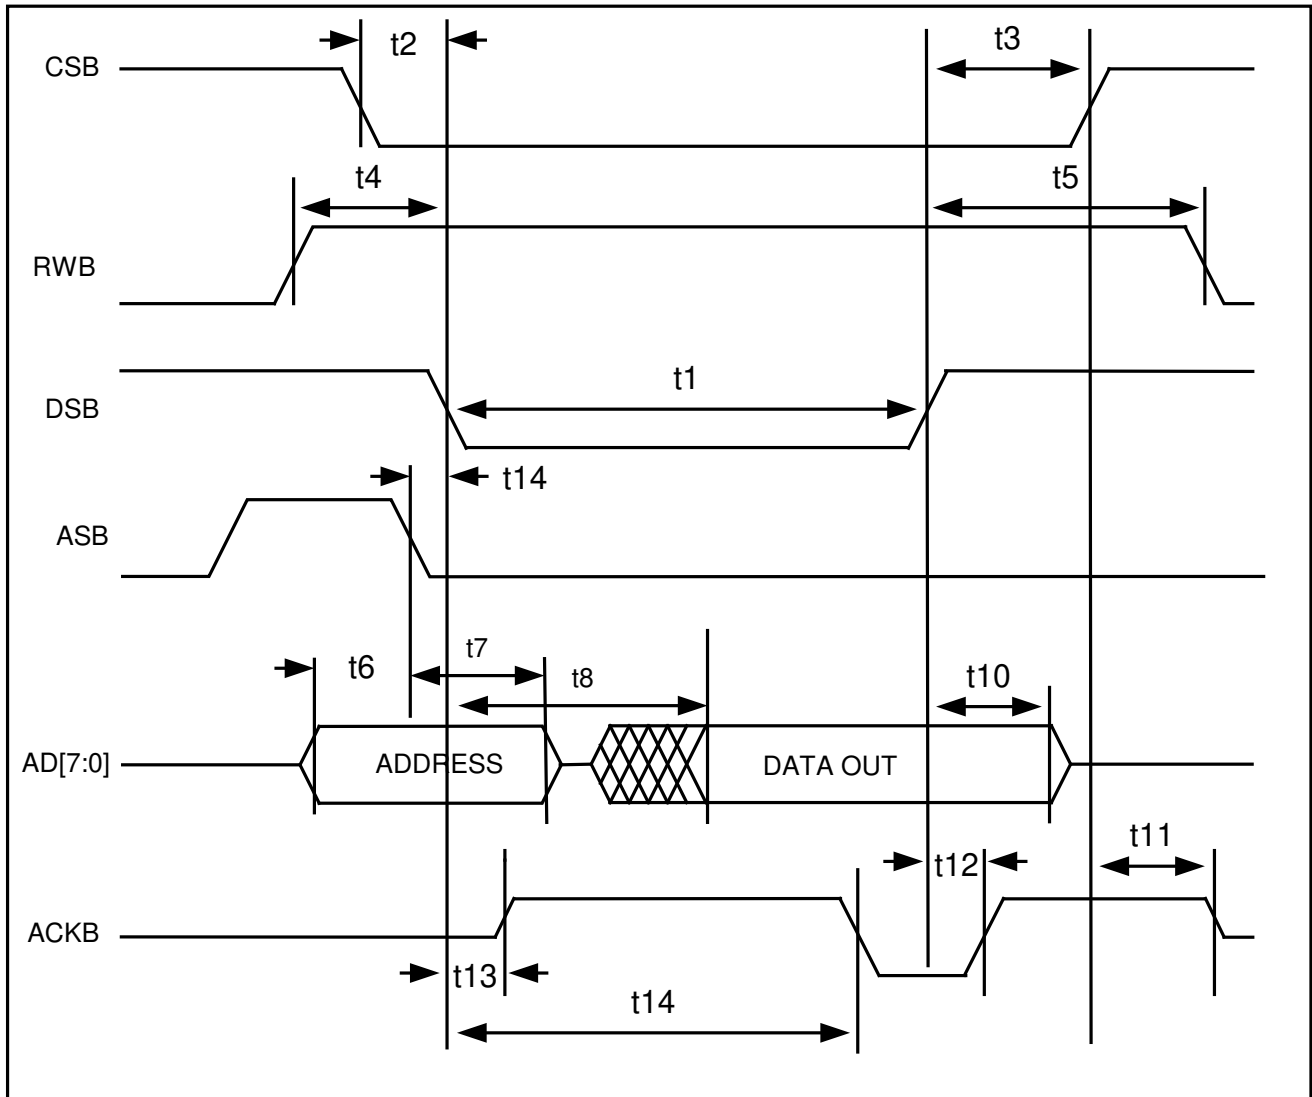 t2
t3
CSB
t4
t5
RWB
t1
DSB
t14
ASB
t7
t6
t8
t10
AD[7:0]
ADDRESS
DATA OUT
t11
t12
ACKB
t13
t14